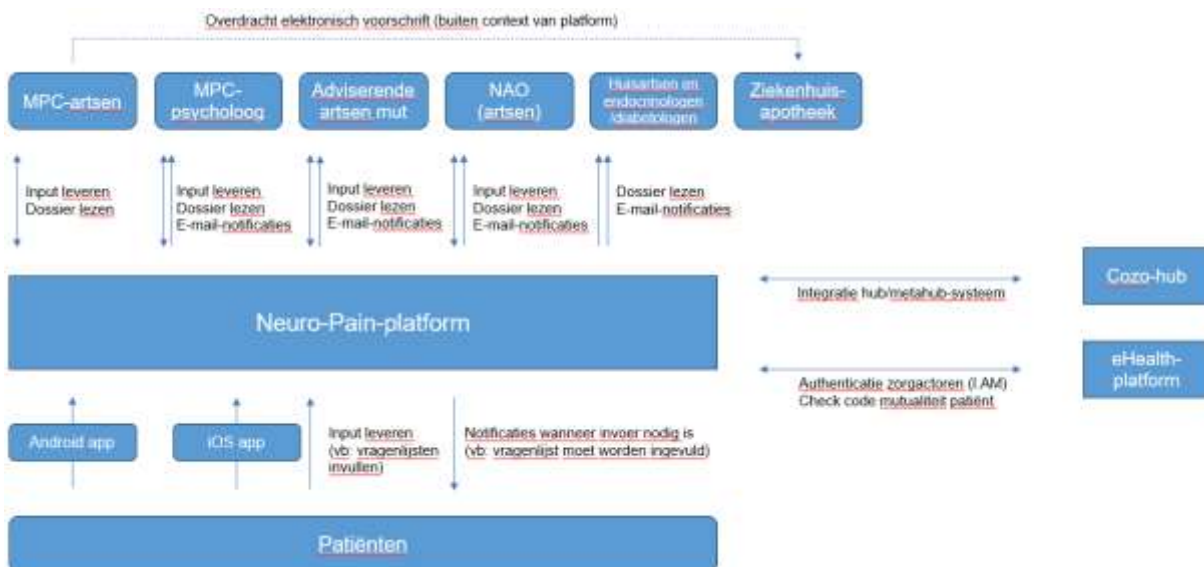 Overdracht elektronisch voorschrift (buiten context van platform)
MPC-artsen
MPC-
psycholoog
Adviserende
artsen mut
NAO
(artsen)
Huisartsen en
endocrinologen
/diabetologen
Ziekenhuis-
apotheek
Input leveren
Dossier lezen
Input leveren
Dossier lezen
E-mail-notificaties
Input leveren
Dossier lezen
E-mail-notificaties
Input leveren
Dossier lezen
E-mail-notificaties
Dossier lezen
E-mail-notificaties
Neuro-Pain-platform
Integratie hub/metahub-systeem
Cozo-hub
Authenticatie zorgactoren (I.AM)
Check code mutualiteit patiënt
eHealth-
platform
Android app
iOS app
Input leveren
(vb: vragenlijsten
invullen)
Notificaties wanneer invoer nodig is
(vb: vragenlijst moet worden ingevuld)
Patiënten